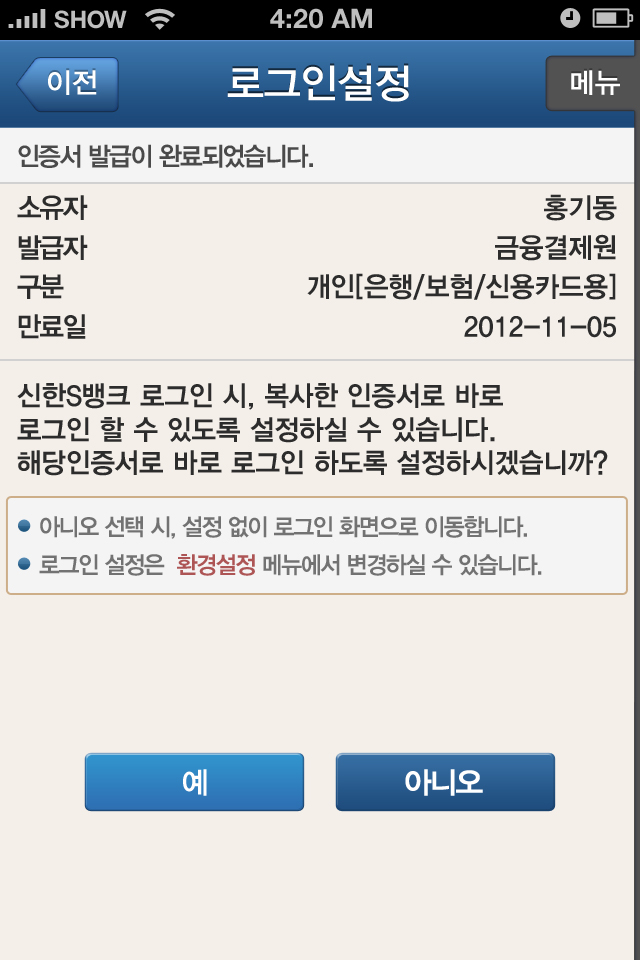 SHOW 4:20 AM
이전 로그인설정 메뉴
인증서 발급이 완료되었습니다.
소유자 홍기동
발급자 금융결제원
구분 개인[은행/보험/신용카드용]
만료일 2012-11-05
신한S뱅크 로그인 시, 복사한 인증서로 바로
로그인 할 수 있도록 설정하실 수 있습니다.
해당인증서로 바로 로그인 하도록 설정하시겠습니까?
아니오 선택 시, 설정 없이 로그인 화면으로 이동합니다.
로그인 설정은 환경설정 메뉴에서 변경하실 수 있습니다.
예 아니오